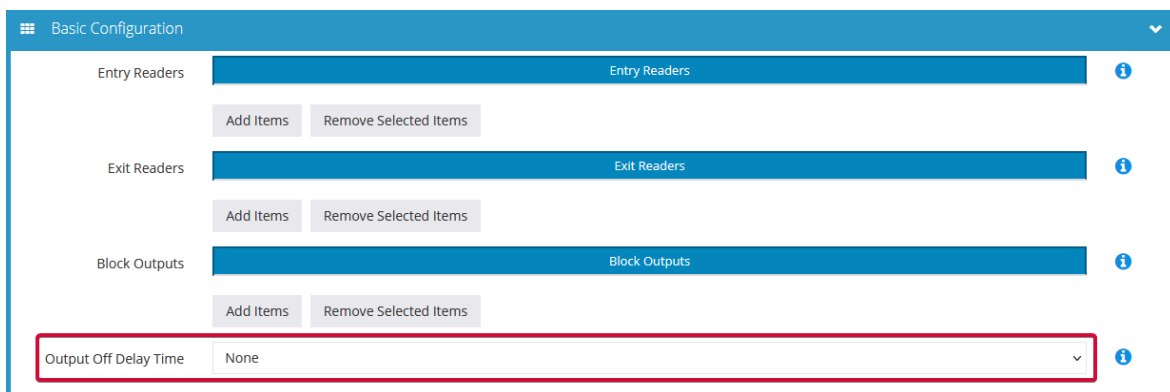 Basic Configuration
Entry Readers Entry Readers
Add Items Remove Selected Items
Exit Readers Exit Readers
Add Items Remove Selected Items
Block Outputs Block Outputs
Add Items Remove Selected Items
Output Off Delay Time None